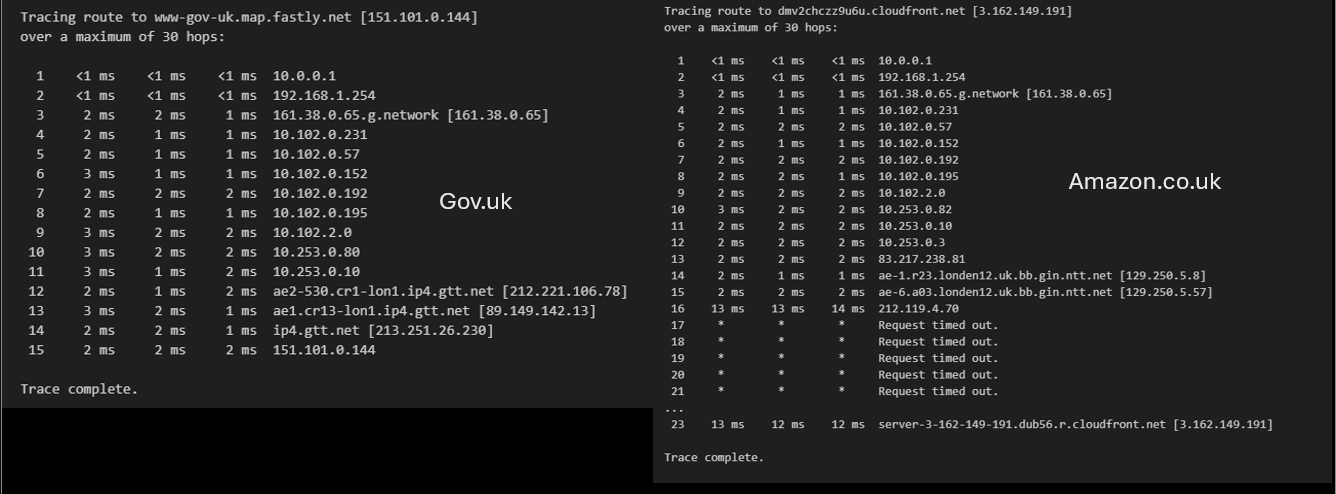 Tracing route to www-gov-uk.map.fastly.net [151.101.0.144]
over a maximum of 30 hops:
1 <1 ms <1 ms <1 ms 10.0.0.1
2 <1 ms <1 ms <1 ms 192.168.1.254
3 2 ms 2 ms 1 ms 161.38.0.65.g.network [161.38.0.65]
4 2 ms 1 ms 1 ms 10.102.0.231
5 2 ms 1 ms 1 ms 10.102.0.57
6 3 ms 1 ms 1 ms 10.102.0.152
7 2 ms 2 ms 2 ms 10.102.0.192
8 2 ms 1 ms 1 ms 10.102.0.195
9 3 ms 2 ms 2 ms 10.102.2.0
10 3 ms 2 ms 2 ms 10.253.0.80
11 3 ms 1 ms 2 ms 10.253.0.10
12 2 ms 1 ms 2 ms ae2-530.cr1-lon1.ip4.gtt.net [212.221.106.78]
13 3 ms 2 ms 1 ms ae1.cr13-lon1.ip4.gtt.net [89.149.142.13]
14 2 ms 2 ms 1 ms ip4.gtt.net [213.251.26.230]
15 2 ms 2 ms 2 ms 151.101.0.144
Trace complete.
Gov.uk
Tracing route to dmv2chczz9u6u.cloudfront.net [3.162.149.191]
over a maximum of 30 hops:
1 <1 ms <1 ms <1 ms 10.0.0.1
2 <1 ms <1 ms <1 ms 192.168.1.254
3 2 ms 1 ms 1 ms 161.38.0.65.g.network [161.38.0.65]
4 2 ms 1 ms 1 ms 10.102.0.231
5 2 ms 2 ms 2 ms 10.102.0.57
6 2 ms 1 ms 1 ms 10.102.0.152
7 2 ms 2 ms 2 ms 10.102.0.192
8 2 ms 2 ms 1 ms 10.102.0.195
9 2 ms 2 ms 2 ms 10.102.2.0
10 3 ms 2 ms 2 ms 10.253.0.82
11 2 ms 2 ms 2 ms 10.253.0.10
12 2 ms 2 ms 2 ms 10.253.0.3
13 2 ms 2 ms 2 ms 83.217.238.81
14 2 ms 1 ms 1 ms ae-1.r23.londen12.uk.bb.gin.ntt.net [129.250.5.8]
15 2 ms 2 ms 2 ms ae-6.a03.londen12.uk.bb.gin.ntt.net [129.250.5.57]
16 13 ms 13 ms 14 ms 212.119.4.70
17 * * * Request timed out.
18 * * * Request timed out.
19 * * * Request timed out.
20 * * * Request timed out.
21 * * * Request timed out.
...
23 13 ms 12 ms 12 ms server-3-162-149-191.dub56.r.cloudfront.net [3.162.149.191]
Trace complete.
Amazon.co.uk